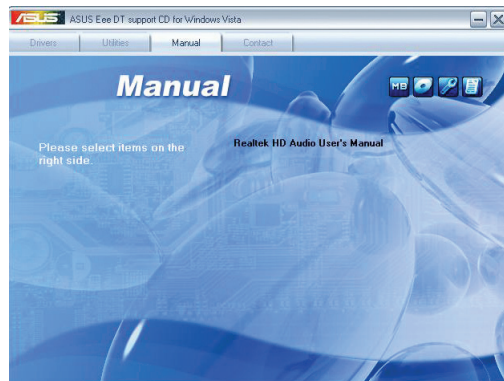 ASUS ASUS Eee DT support CD for Windows Vista
Drivers Utilities Manual Contact
Manual
MB
Please select items on the
right side.
Realtek HD Audio User's Manual